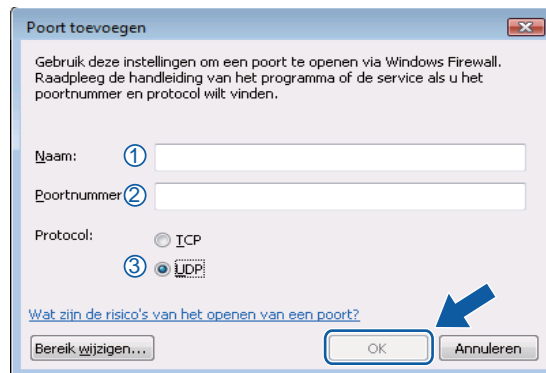 Poort toevoegen
Gebruik deze instellingen om een poort te openen via Windows Firewall.
Raadpleeg de handleiding van het programma of de service als u het
poortnummer en protocol wilt vinden.
Naam: 1
Poortnummer 2
Protocol: TCP
3 UDP
Wat zijn de risico's van het openen van een poort?
Bereik wijzigen... OK Annuleren